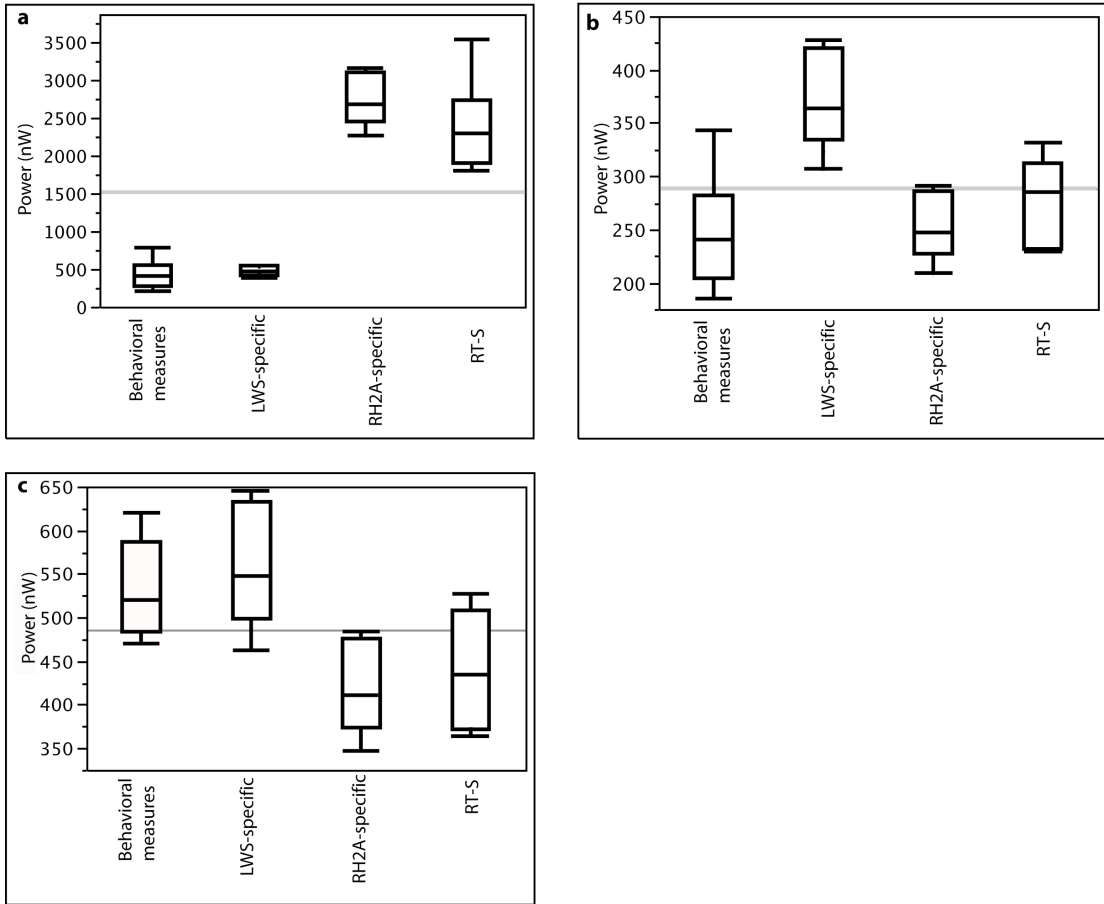 a
Power (nW)
3500
3000
2500
2000
1500
1000
500
0
Behavioral
measures
LWS-specific
RH2A-specific
RT-S
b
Power (nW)
450
400
350
300
250
200
Behavioral
measures
LWS-specific
RH2A-specific
RT-S
c
Power (nW)
650
600
550
500
450
400
350
Behavioral
measures
LWS-specific
RH2A-specific
RT-S